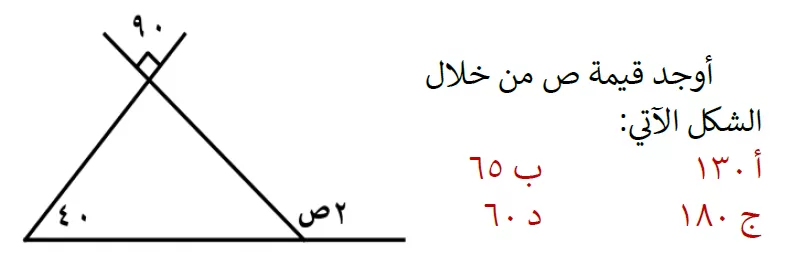 أوجد قيمة ص من خلال
الشكل الآتي:
أ ١٣٠ ب ٦٥
ج ١٨٠ د ٦٠
٩٠
٤٠
٢ص